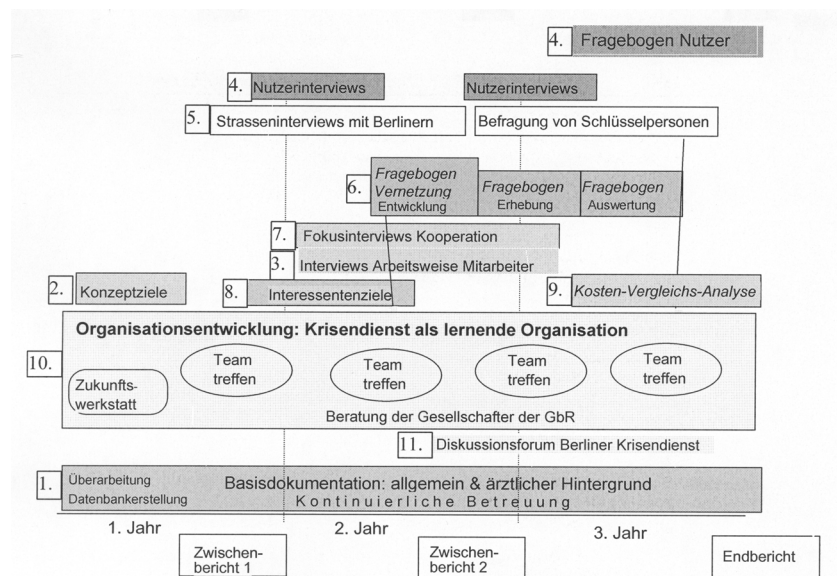 4. Fragebogen Nutzer
4. Nutzerinterviews
Nutzerinterviews
5. Strasseninterviews mit Berlinern
Befragung von Schlüsselpersonen
6. Fragebogen
Vernetzung
Entwicklung
Fragebogen
Erhebung
Fragebogen
Auswertung
7. Fokusinterviews Kooperation
3. Interviews Arbeitsweise Mitarbeiter
2. Konzeptziele
8. Interessentenziele
9. Kosten-Vergleichs-Analyse
10. Organisationsentwicklung: Krisendienst als lernende Organisation
Zukunfts-
werkstatt
Team
treffen
Team
treffen
Team
treffen
Team
treffen
Beratung der Gesellschafter der GbR
11. Diskussionsforum Berliner Krisendienst
1. Überarbeitung
Datenbankerstellung
Basisdokumentation: allgemein & ärztlicher Hintergrund
Kontinuierliche Betreuung
1. Jahr
2. Jahr
3. Jahr
Zwischen-
bericht 1
Zwischen-
bericht 2
Endbericht